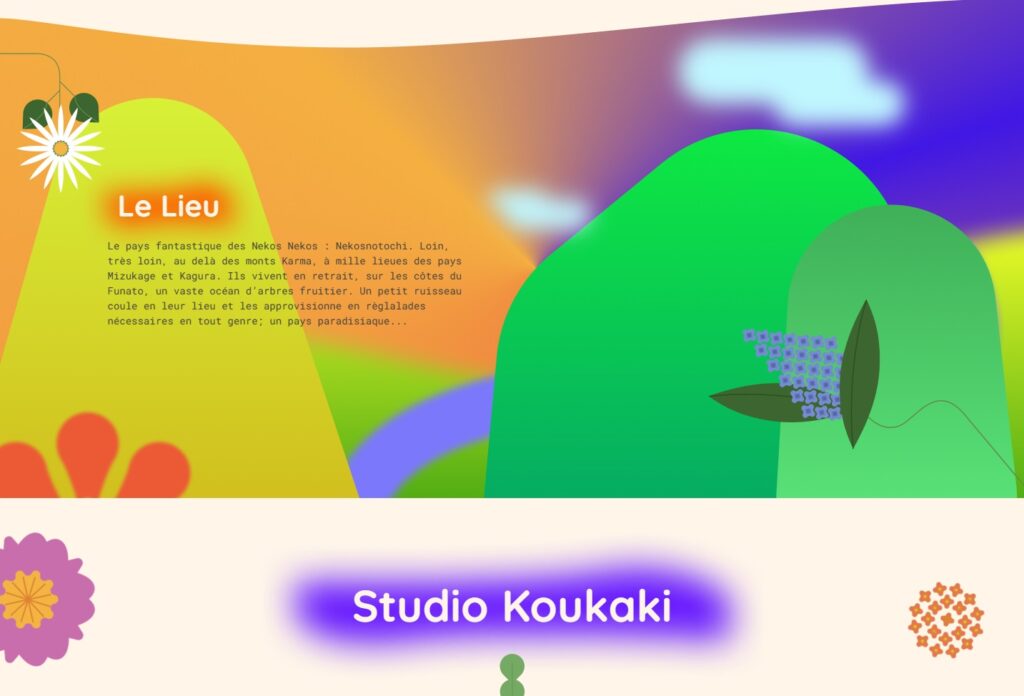 Le Lieu
Le pays fantastique des Nekos Nekos : Nekosnotochi. Loin,
très loin, au delà des monts Karma, à mille lieues des pays
Mizukage et Kagura. Ils vivent en retrait, sur les côtes du
Funato, un vaste océan d’arbres fruitier. Un petit ruisseau
coule en leur lieu et les approvisionne en règlalades
nécessaires en tout genre; un pays paradisiaque...
Studio Koukaki